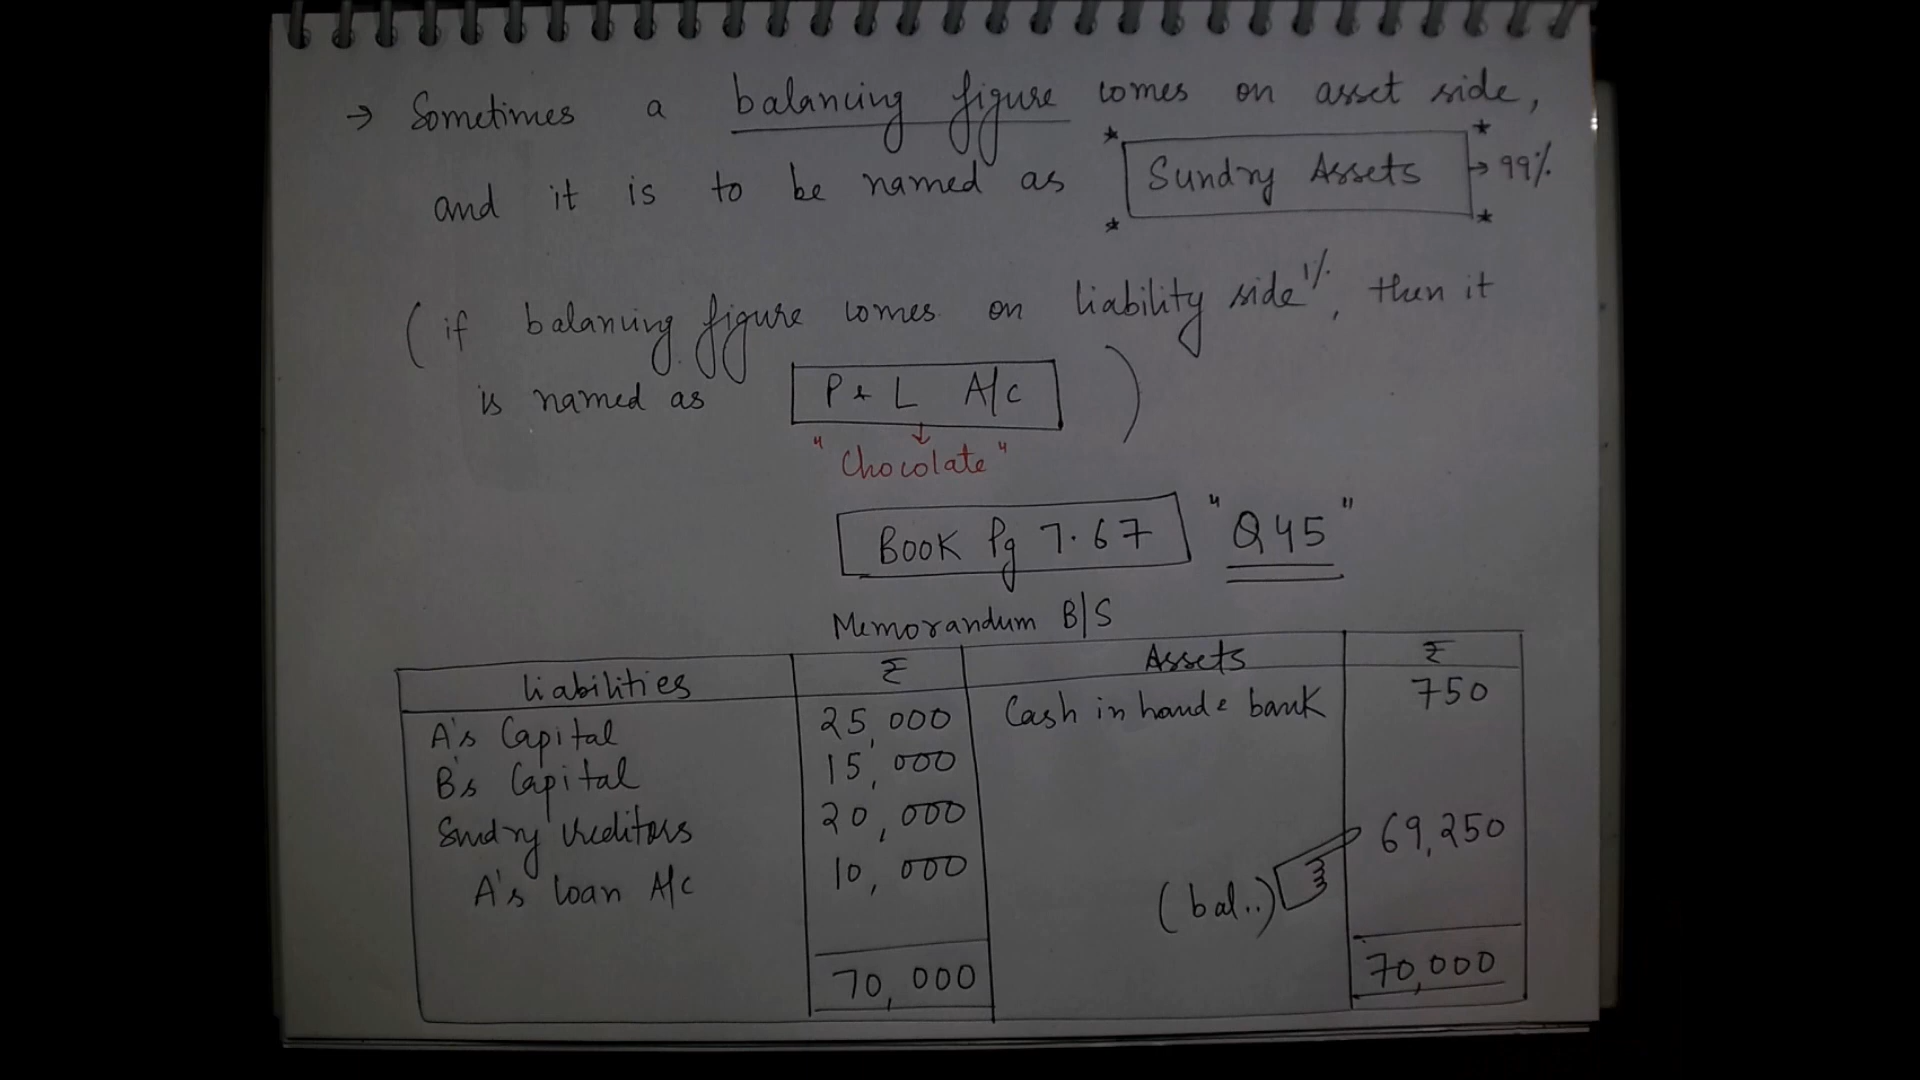 → Sometimes a balancing figure comes on asset side,
and it is to be named as Sundry Assets → 99%
(if balancing figure comes on liability side 1%, then it
is named as P & L A/c )
"Chocolate"
BOOK Pg 7.67 "Q45"
Memorandum B/S
Liabilities ₹ Assets ₹
A's Capital 25,000 Cash in hand & bank 750
B's Capital 15,000
Sundry Creditors 20,000 69,250
A's loan A/c 10,000 (bal..)
70,000 70,000